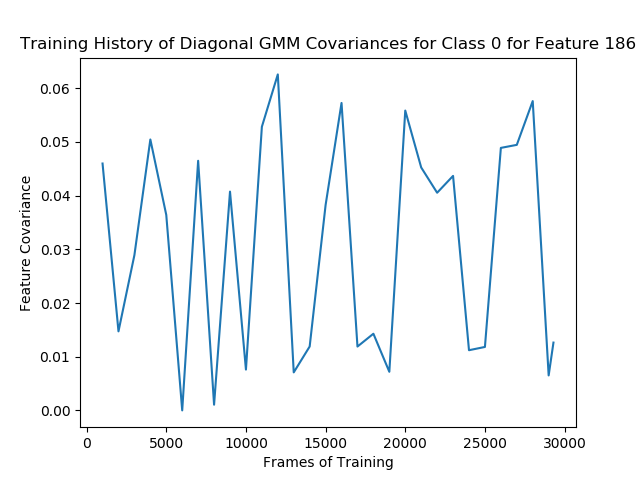 Training History of Diagonal GMM Covariances for Class 0 for Feature 186
0.06
0.05
0.04
0.03
0.02
0.01
0.00
Feature Covariance
0 5000 10000 15000 20000 25000 30000
Frames of Training